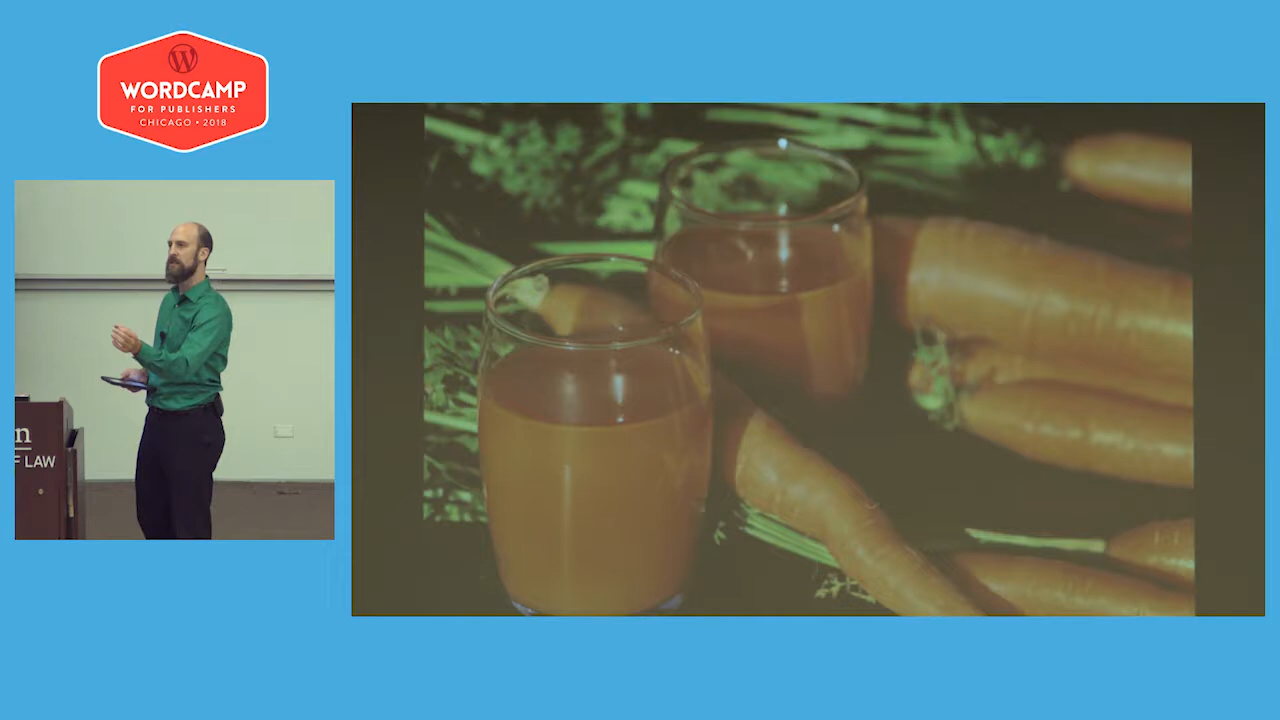 WORDCAMP
FOR PUBLISHERS
CHICAGO • 2018
n
F LAW